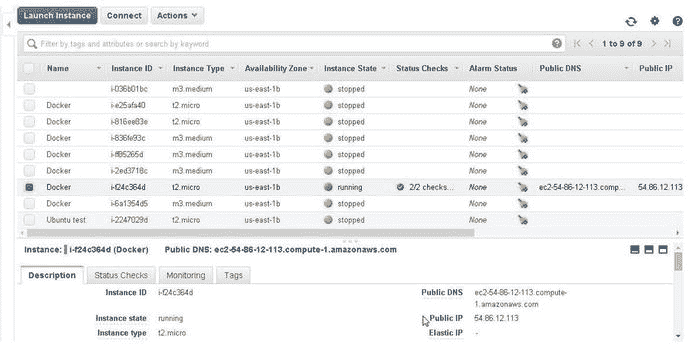 Launch Instance Connect Actions
Filter by tags and attributes or search by keyword 1 to 9 of 9
Name Instance ID Instance Type Availability Zone Instance State Status Checks Alarm Status Public DNS Public IP
i-036b01bc m3.medium us-east-1b stopped None
Docker i-e25afa40 t2.micro us-east-1b stopped None
Docker i-816ee83e t2.micro us-east-1b stopped None
Docker i-836fe93c m3.medium us-east-1b stopped None
Docker i-ff85265d m3.medium us-east-1b stopped None
Docker i-2ed3718c m3.medium us-east-1b stopped None
Docker i-f24c364d t2.micro us-east-1b running 2/2 checks... None ec2-54-86-12-113.comp... 54.86.12.113
Docker i-6a1354d5 m3.medium us-east-1b stopped None
Ubuntu test i-2247029d t2.micro us-east-1b stopped None
Instance: i-f24c364d (Docker) Public DNS: ec2-54-86-12-113.compute-1.amazonaws.com
Description Status Checks Monitoring Tags
Instance ID i-f24c364d Public DNS ec2-54-86-12-113.compute-
1.amazonaws.com
Instance state running Public IP 54.86.12.113
Instance type t2.micro Elastic IP -